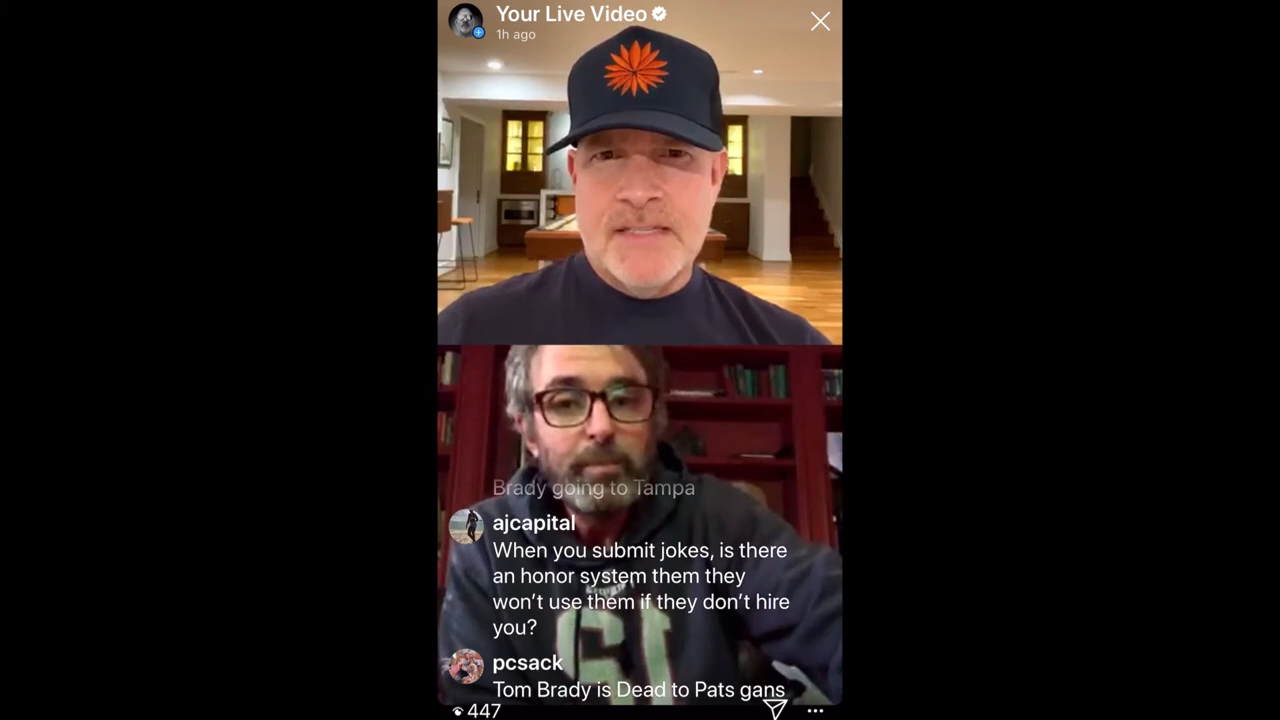 Your Live Video
1h ago
Brady going to Tampa
ajcapital
When you submit jokes, is there
an honor system them they
won't use them if they don't hire
you?
pcsack
Tom Brady is Dead to Pats gans
447